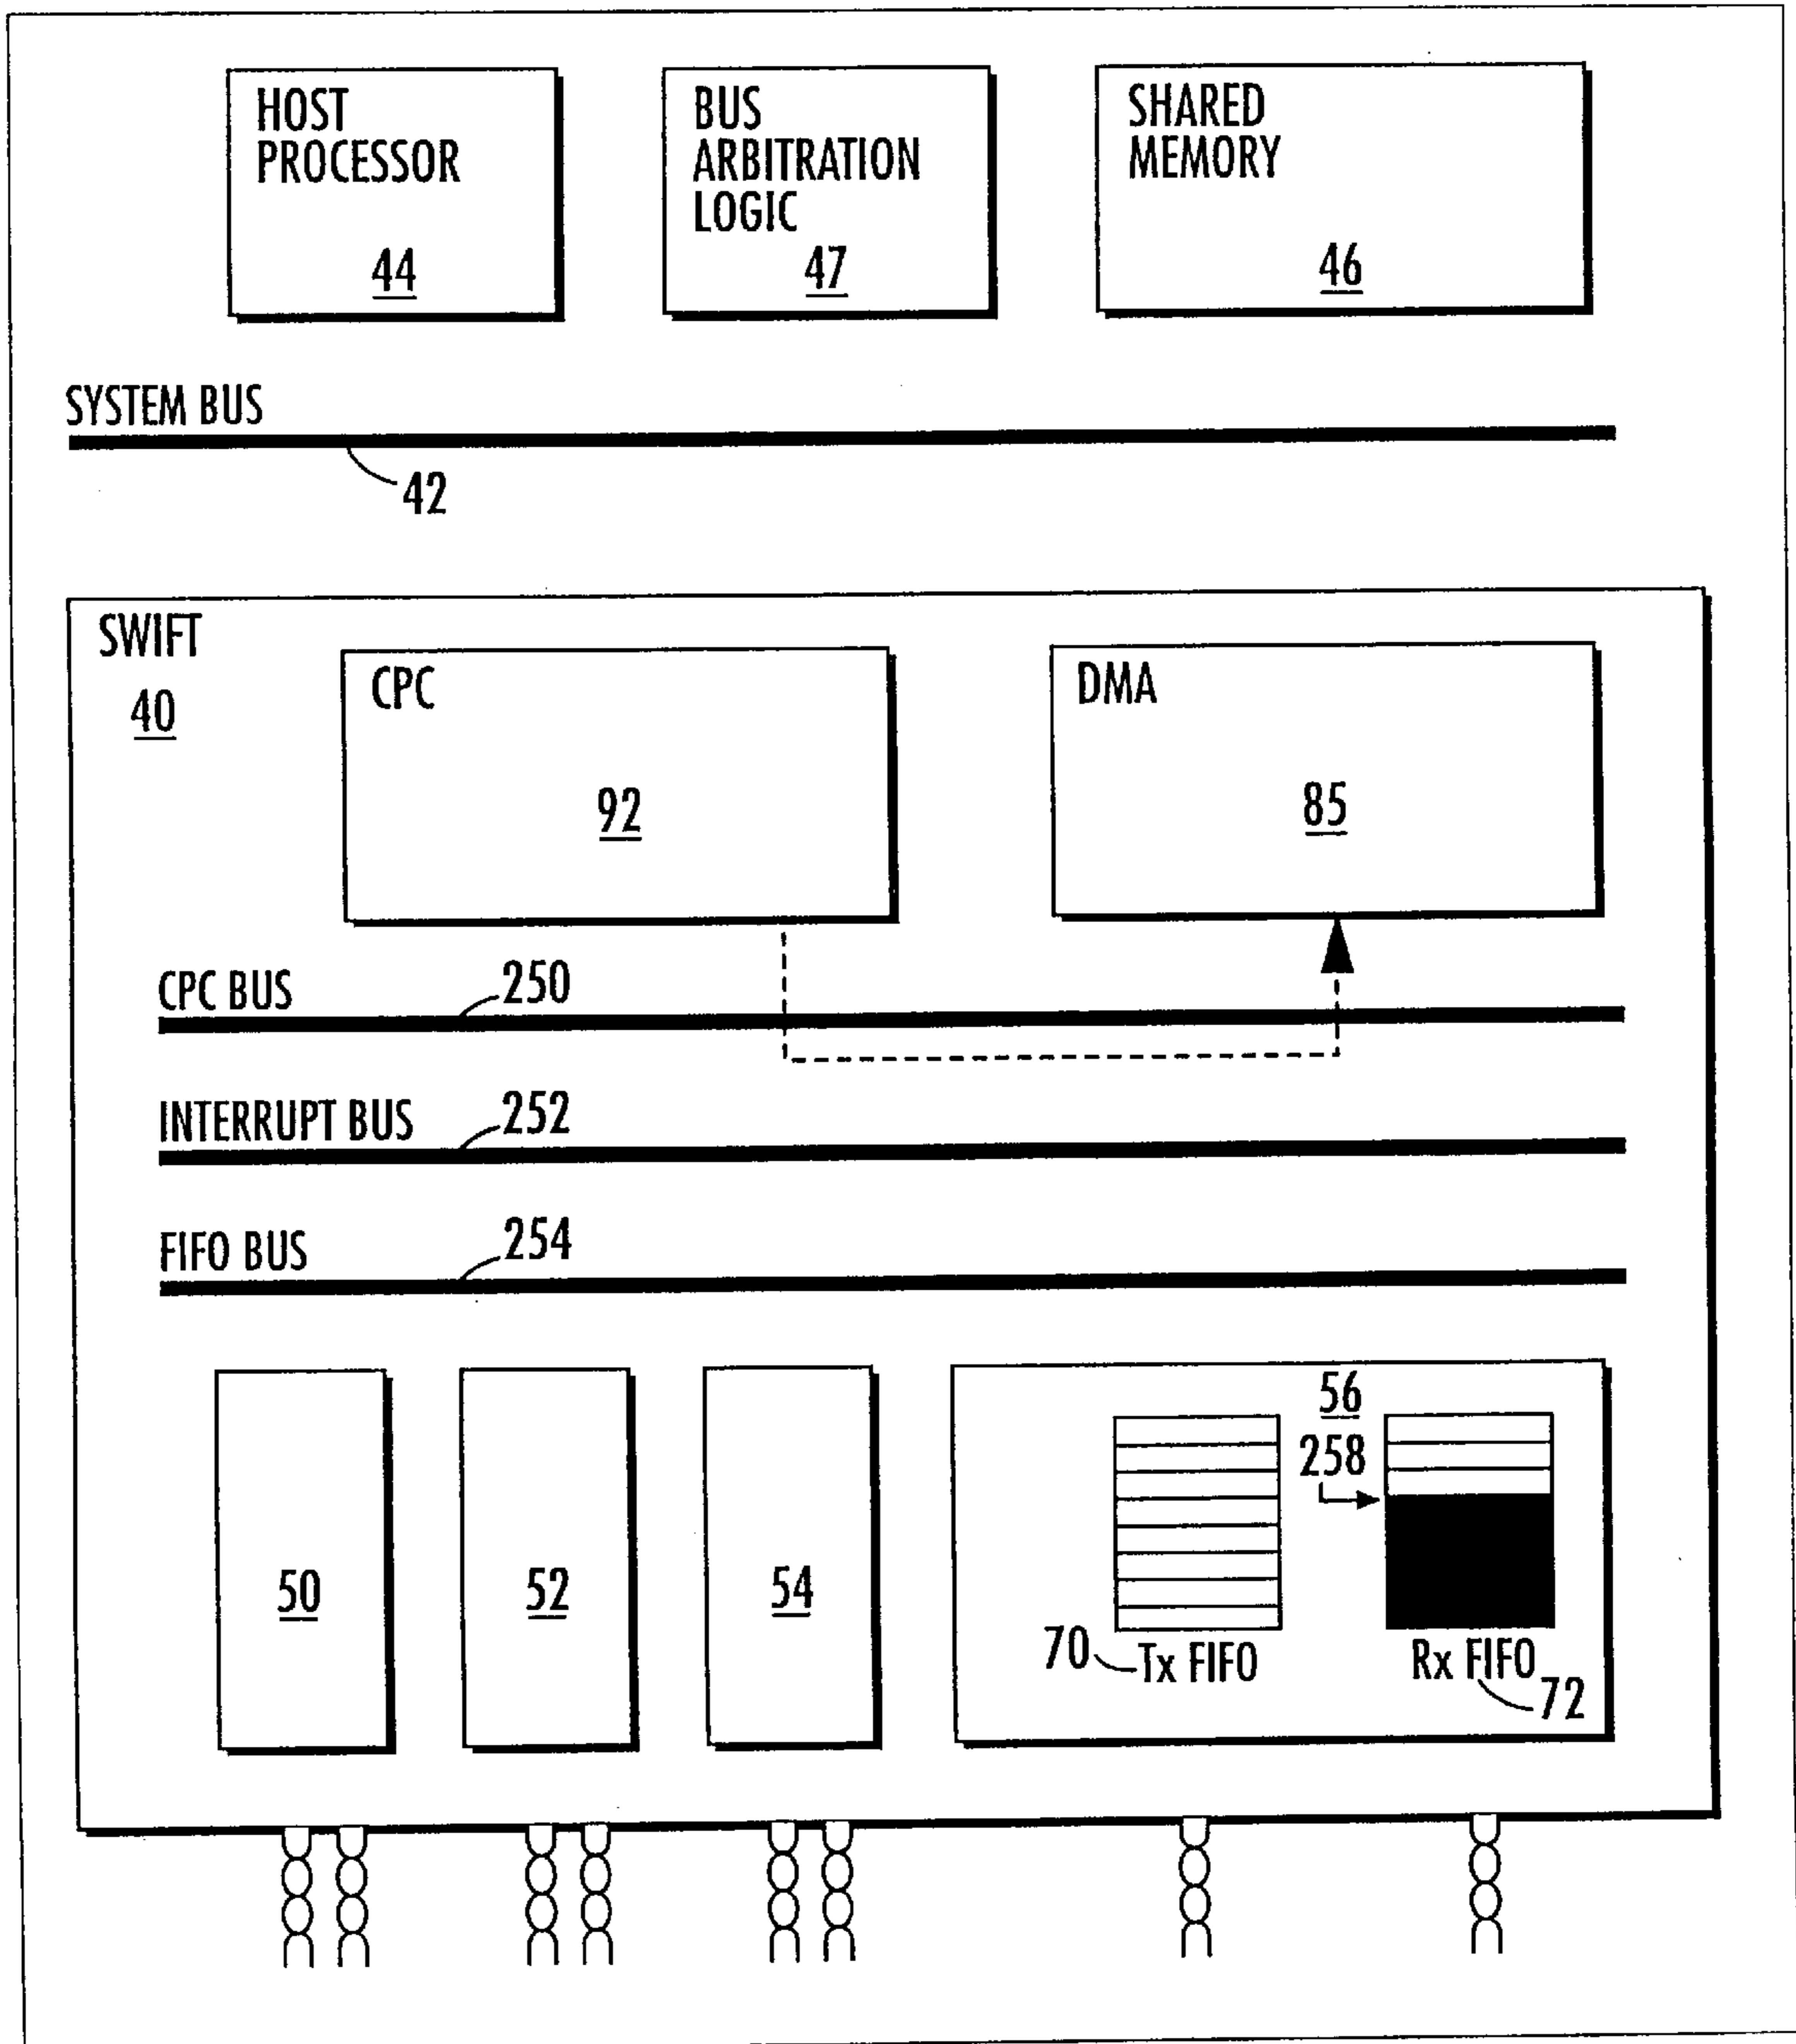 HOST
PROCESSOR
44
BUS
ARBITRATION
LOGIC
47
SHARED
MEMORY
46
SYSTEM BUS
42
SWIFT
40
CPC
92
DMA
85
CPC BUS
250
INTERRUPT BUS
252
FIFO BUS
254
50
52
54
56
258
70
Tx FIFO
Rx FIFO
72